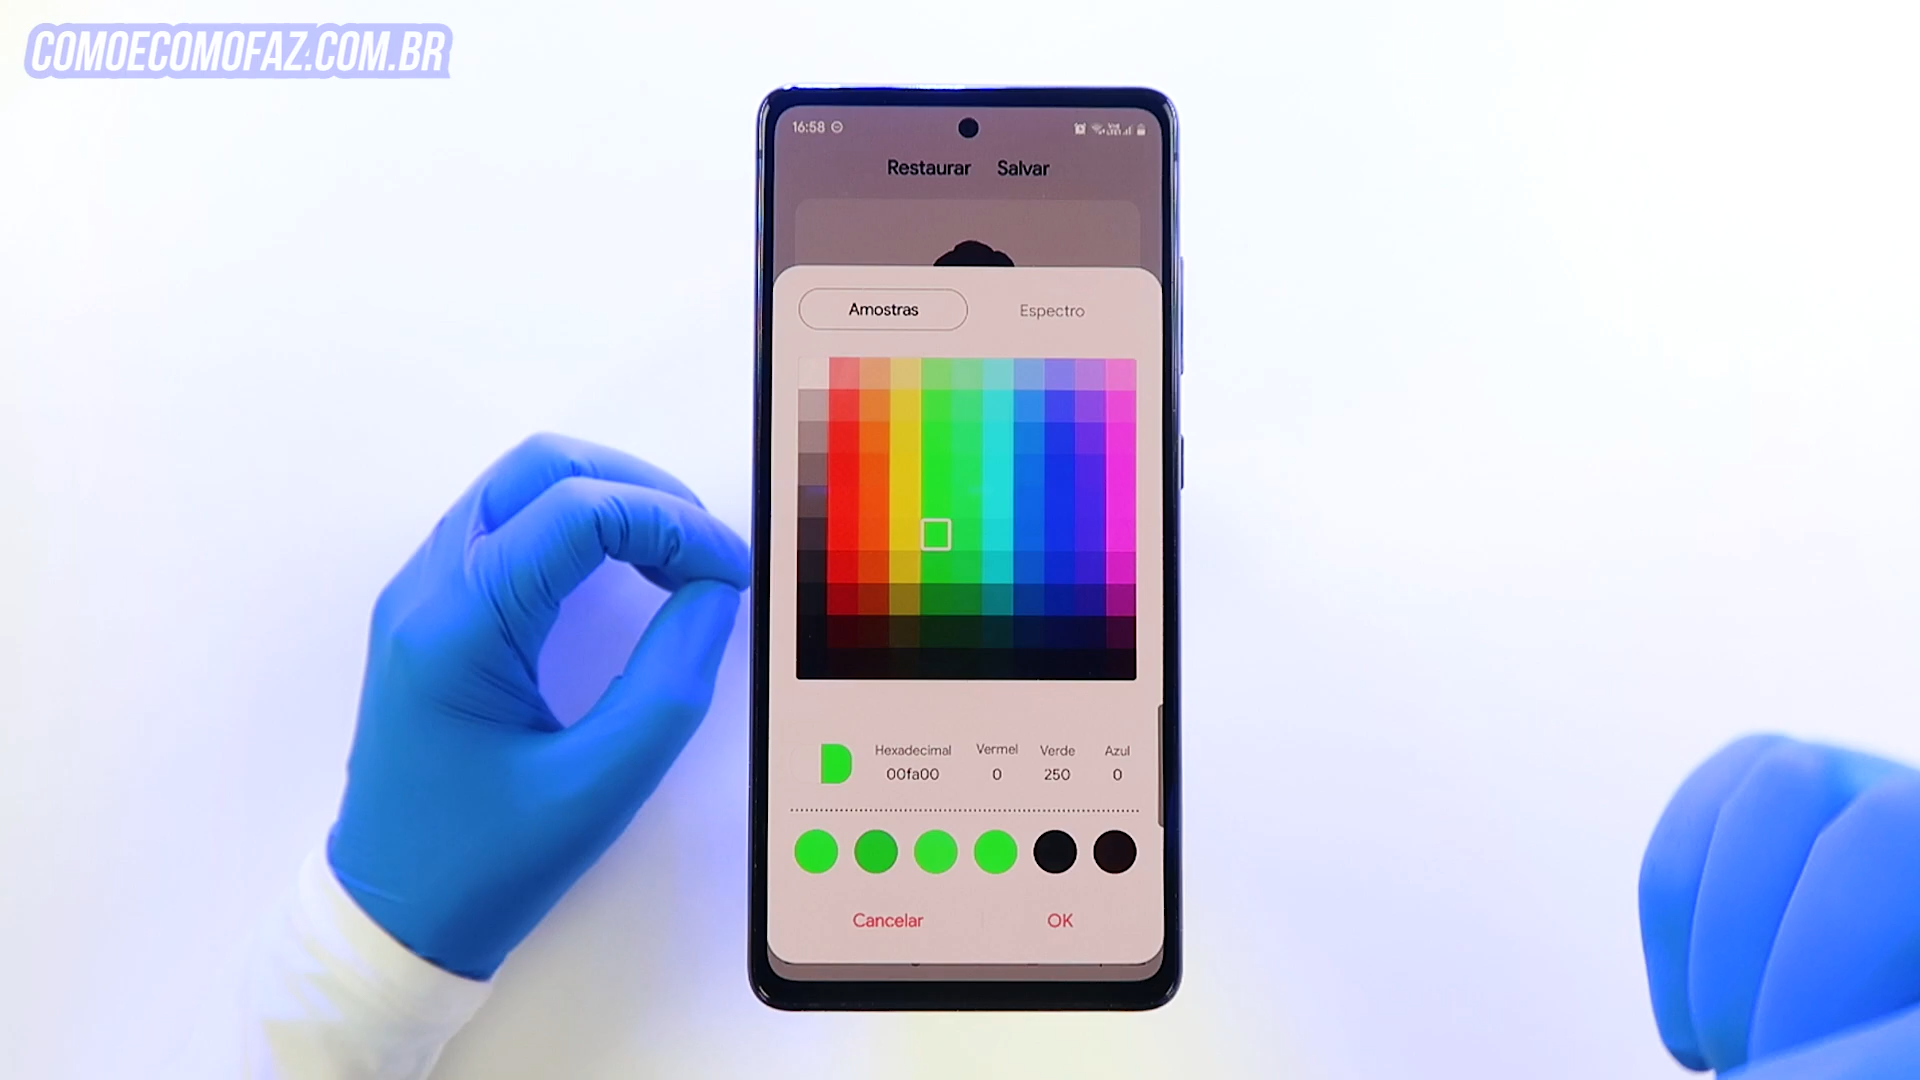 COMOECOMOFAZ.COM.BR
16:58
Restaurar Salvar
Amostras Espectro
Hexadecimal Vermel Verde Azul
00fa00 0 250 0
Cancelar OK